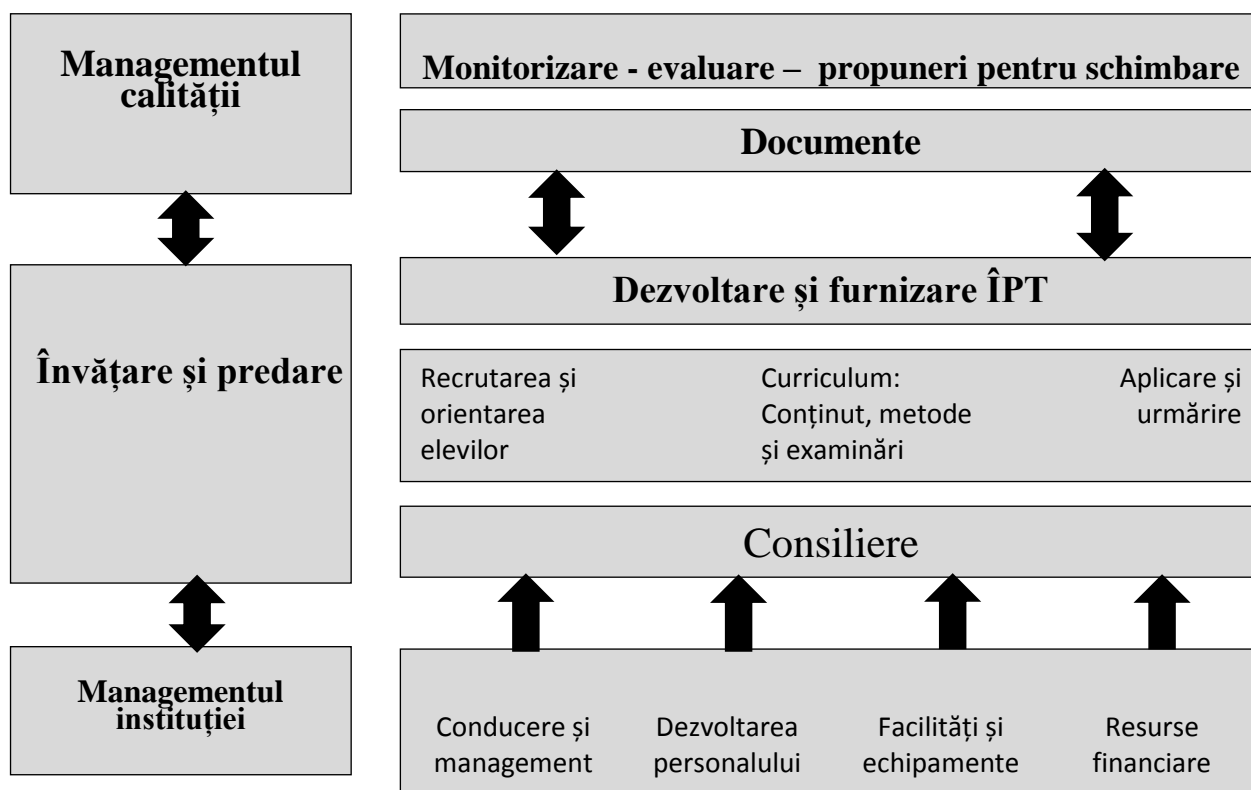 Managementul
calității
Monitorizare - evaluare – propuneri pentru schimbare
Documente
Dezvoltare și furnizare ÎPT
Învățare și predare
Recrutarea și
orientarea
elevilor
Curriculum:
Conținut, metode
și examinări
Aplicare și
urmărire
Consiliere
Managementul
instituției
Conducere și
management
Dezvoltarea
personalului
Facilități și
echipamente
Resurse
financiare